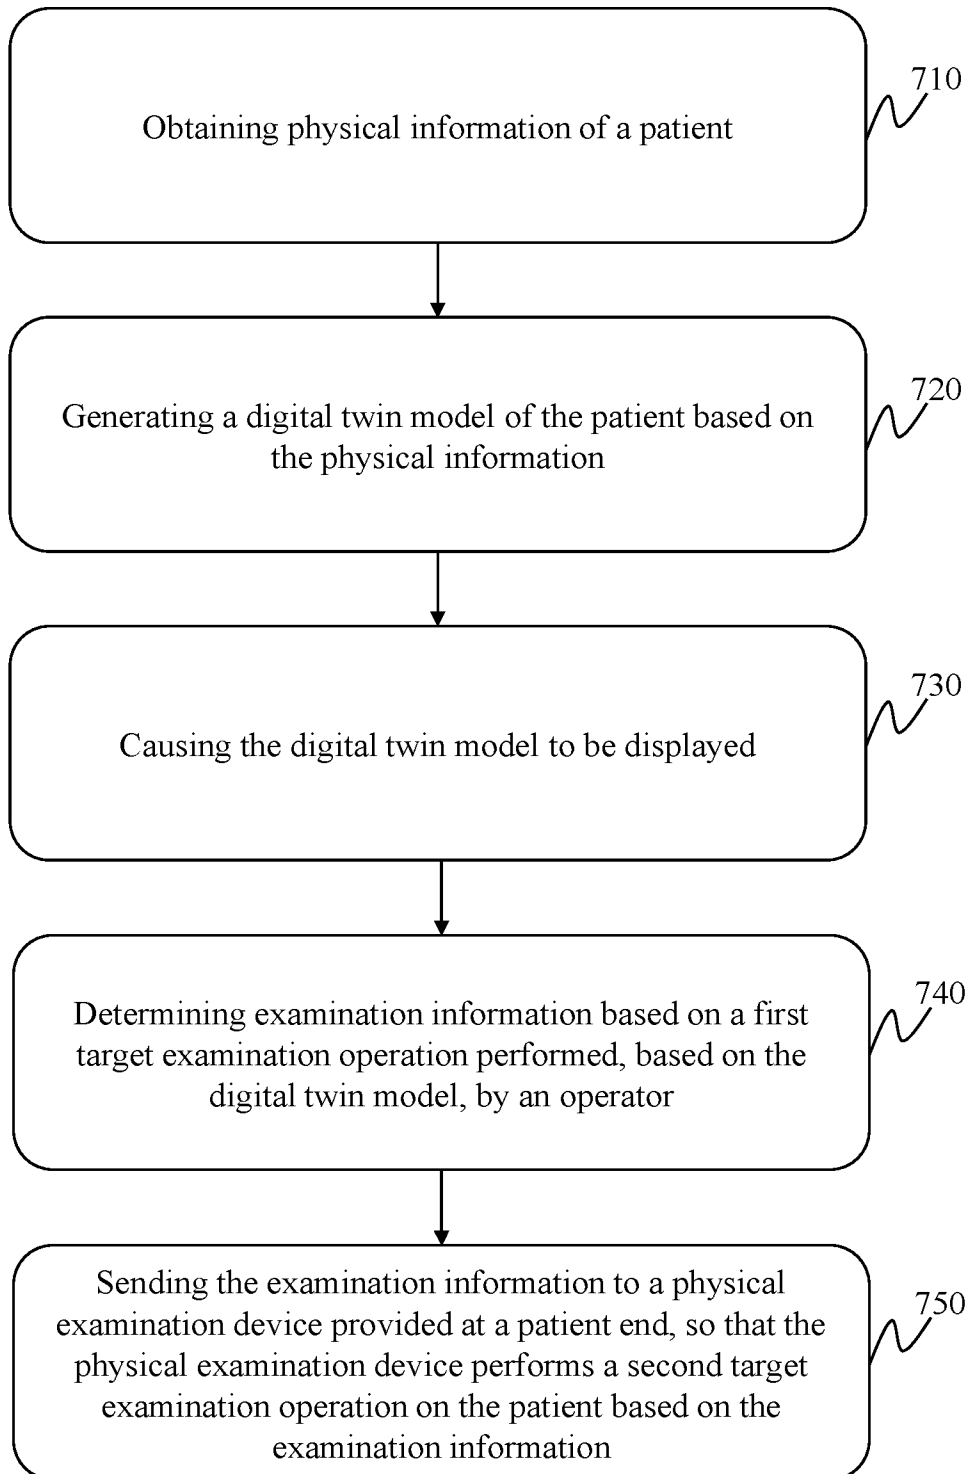 710
Obtaining physical information of a patient
720
Generating a digital twin model of the patient based on
the physical information
730
Causing the digital twin model to be displayed
740
Determining examination information based on a first
target examination operation performed, based on the
digital twin model, by an operator
750
Sending the examination information to a physical
examination device provided at a patient end, so that the
physical examination device performs a second target
examination operation on the patient based on the
examination information